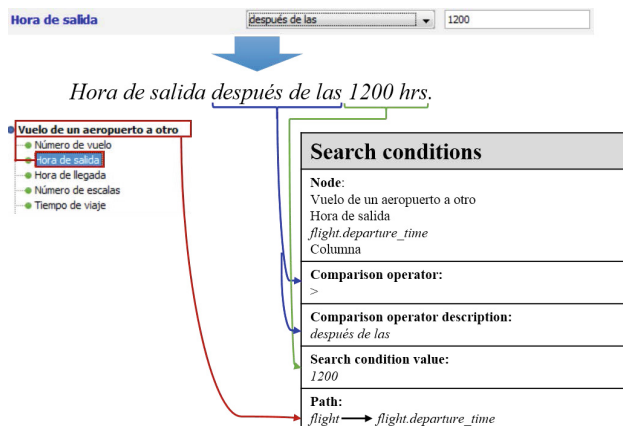 Hora de salida después de las 1200
Hora de salida después de las 1200 hrs.
Vuelo de un aeropuerto a otro
Número de vuelo
Hora de salida
Hora de llegada
Número de escalas
Tiempo de viaje
Search conditions
Node:
Vuelo de un aeropuerto a otro
Hora de salida
flight.departure_time
Columna
Comparison operator:
>
Comparison operator description:
después de las
Search condition value:
1200
Path:
flight ⟶ flight.departure_time